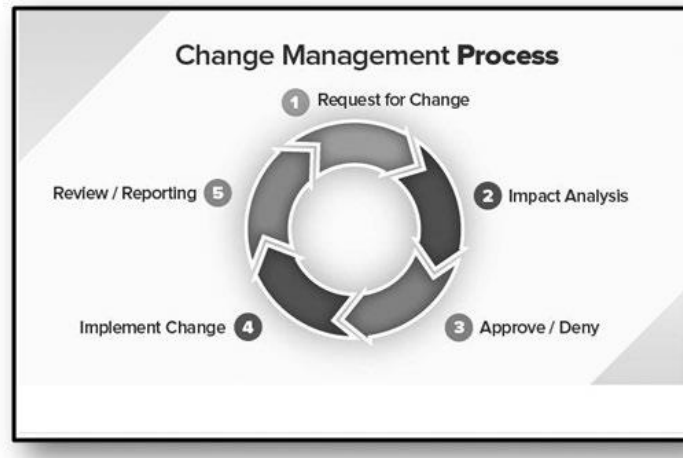 Change Management Process
1 Request for Change
2 Impact Analysis
3 Approve / Deny
4 Implement Change
Review / Reporting 5